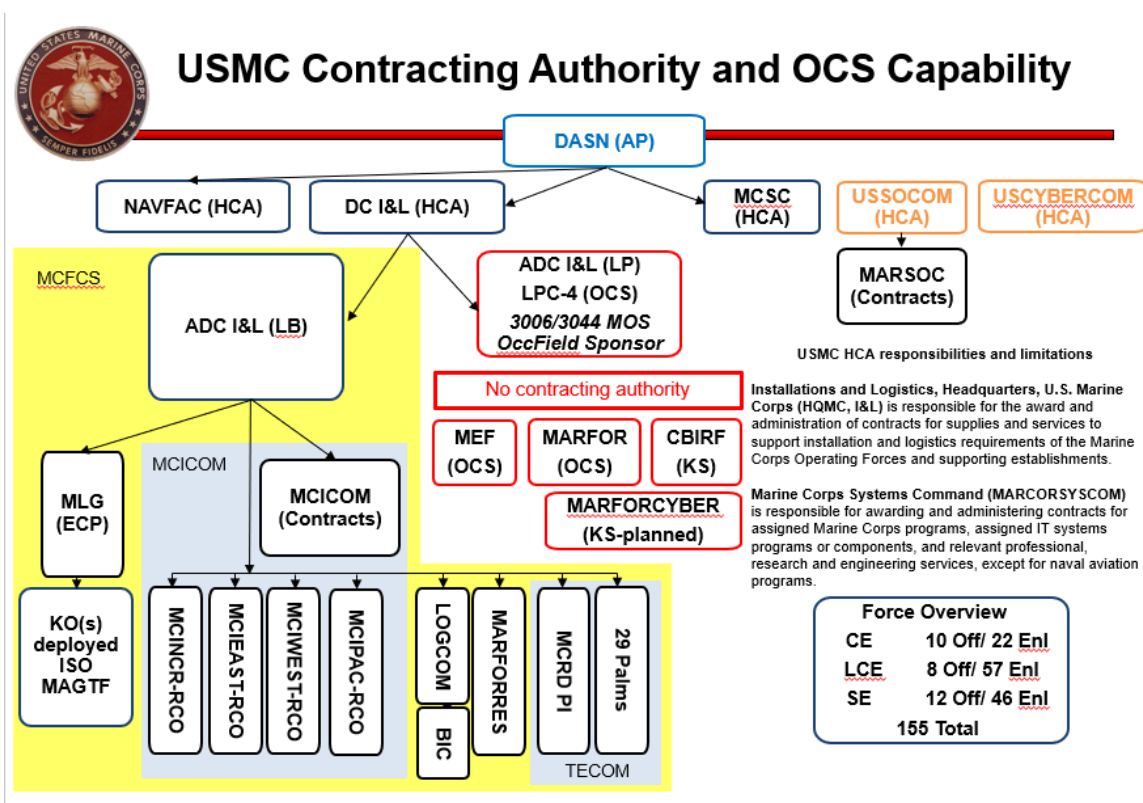 UNITED STATES MARINE CORPS
SEMPER FIDELIS
USMC Contracting Authority and OCS Capability
DASN (AP)
NAVFAC (HCA)
DC I&L (HCA)
MCSC
(HCA)
USSOCOM
(HCA)
USCYBERCOM
(HCA)
MCFCS
ADC I&L (LB)
ADC I&L (LP)
LPC-4 (OCS)
3006/3044 MOS
OccField Sponsor
MARSOC
(Contracts)
No contracting authority
MEF
(OCS)
MARFOR
(OCS)
CBIRF
(KS)
MARFORCYBER
(KS-planned)
MLG
(ECP)
MCICOM
MCICOM
(Contracts)
KO(s)
deployed
ISO
MAGTF
MCINCR-RCO
MCIEAST-RCO
MCIWEST-RCO
MCIPAC-RCO
LOGCOM
BIC
MARFORRES
MCRD PI
29 Palms
TECOM
USMC HCA responsibilities and limitations
Installations and Logistics, Headquarters, U.S. Marine
Corps (HQMC, I&L) is responsible for the award and
administration of contracts for supplies and services to
support installation and logistics requirements of the Marine
Corps Operating Forces and supporting establishments.
Marine Corps Systems Command (MARCORSYSCOM)
is responsible for awarding and administering contracts for
assigned Marine Corps programs, assigned IT systems
programs or components, and relevant professional,
research and engineering services, except for naval aviation
programs.
Force Overview
CE 10 Off/ 22 Enl
LCE 8 Off/ 57 Enl
SE 12 Off/ 46 Enl
155 Total